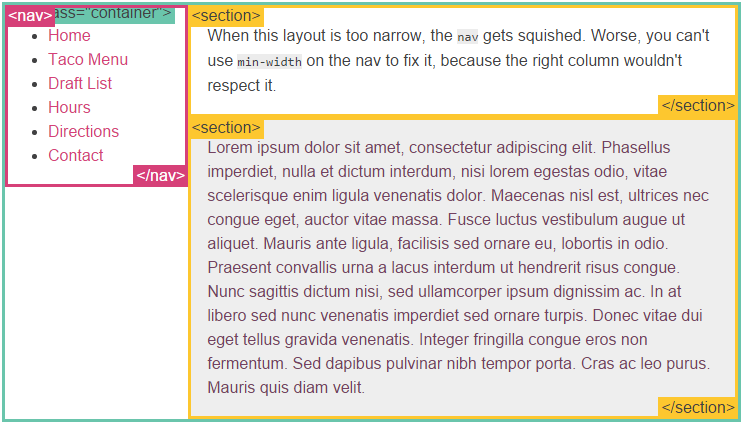 <nav>
ass="container">
Home
Taco Menu
Draft List
Hours
Directions
Contact
</nav>
<section>
When this layout is too narrow, the nav gets squished. Worse, you can't
use min-width on the nav to fix it, because the right column wouldn't
respect it.
</section>
<section>
Lorem ipsum dolor sit amet, consectetur adipiscing elit. Phasellus
imperdiet, nulla et dictum interdum, nisi lorem egestas odio, vitae
scelerisque enim ligula venenatis dolor. Maecenas nisl est, ultrices nec
congue eget, auctor vitae massa. Fusce luctus vestibulum augue ut
aliquet. Mauris ante ligula, facilisis sed ornare eu, lobortis in odio.
Praesent convallis urna a lacus interdum ut hendrerit risus congue.
Nunc sagittis dictum nisi, sed ullamcorper ipsum dignissim ac. In at
libero sed nunc venenatis imperdiet sed ornare turpis. Donec vitae dui
eget tellus gravida venenatis. Integer fringilla congue eros non
fermentum. Sed dapibus pulvinar nibh tempor porta. Cras ac leo purus.
Mauris quis diam velit.
</section>